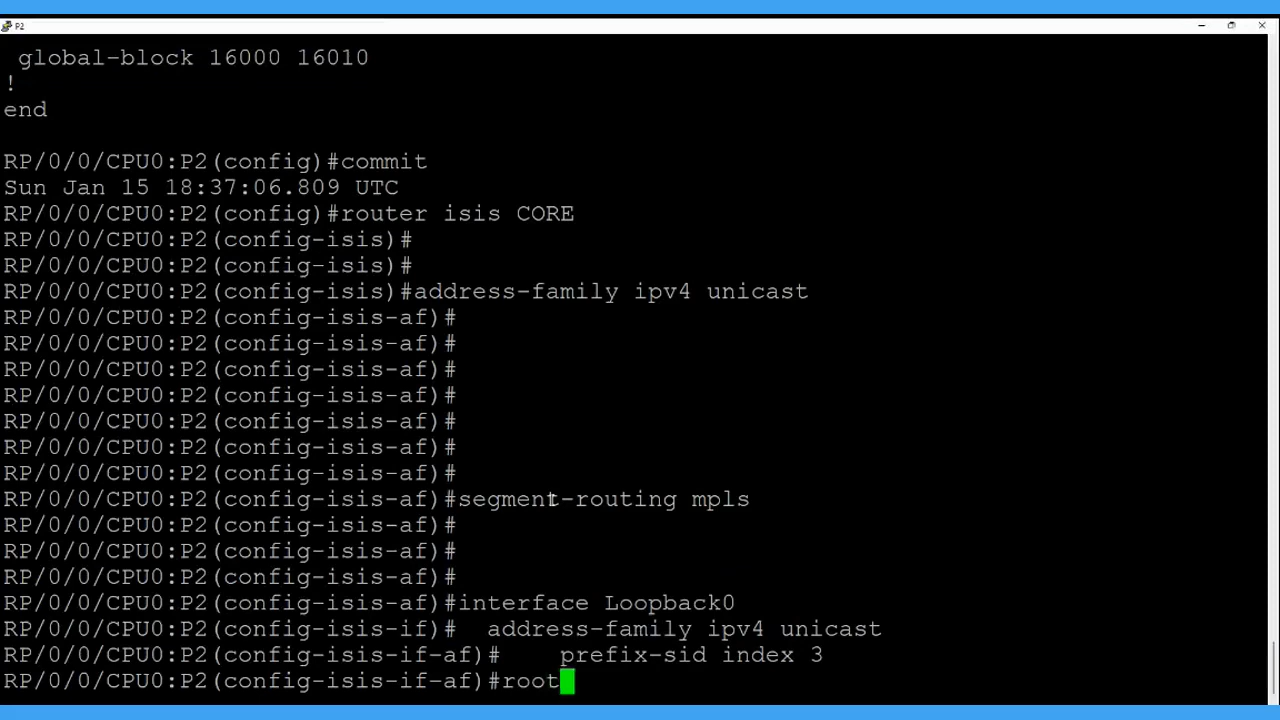 P2
global-block 16000 16010
!
end
RP/0/0/CPU0:P2(config)#commit
Sun Jan 15 18:37:06.809 UTC
RP/0/0/CPU0:P2(config)#router isis CORE
RP/0/0/CPU0:P2(config-isis)#
RP/0/0/CPU0:P2(config-isis)#
RP/0/0/CPU0:P2(config-isis)#address-family ipv4 unicast
RP/0/0/CPU0:P2(config-isis-af)#
RP/0/0/CPU0:P2(config-isis-af)#
RP/0/0/CPU0:P2(config-isis-af)#
RP/0/0/CPU0:P2(config-isis-af)#
RP/0/0/CPU0:P2(config-isis-af)#
RP/0/0/CPU0:P2(config-isis-af)#
RP/0/0/CPU0:P2(config-isis-af)#
RP/0/0/CPU0:P2(config-isis-af)#segment-routing mpls
RP/0/0/CPU0:P2(config-isis-af)#
RP/0/0/CPU0:P2(config-isis-af)#
RP/0/0/CPU0:P2(config-isis-af)#
RP/0/0/CPU0:P2(config-isis-af)#interface Loopback0
RP/0/0/CPU0:P2(config-isis-if)#  address-family ipv4 unicast
RP/0/0/CPU0:P2(config-isis-if-af)#    prefix-sid index 3
RP/0/0/CPU0:P2(config-isis-if-af)#root